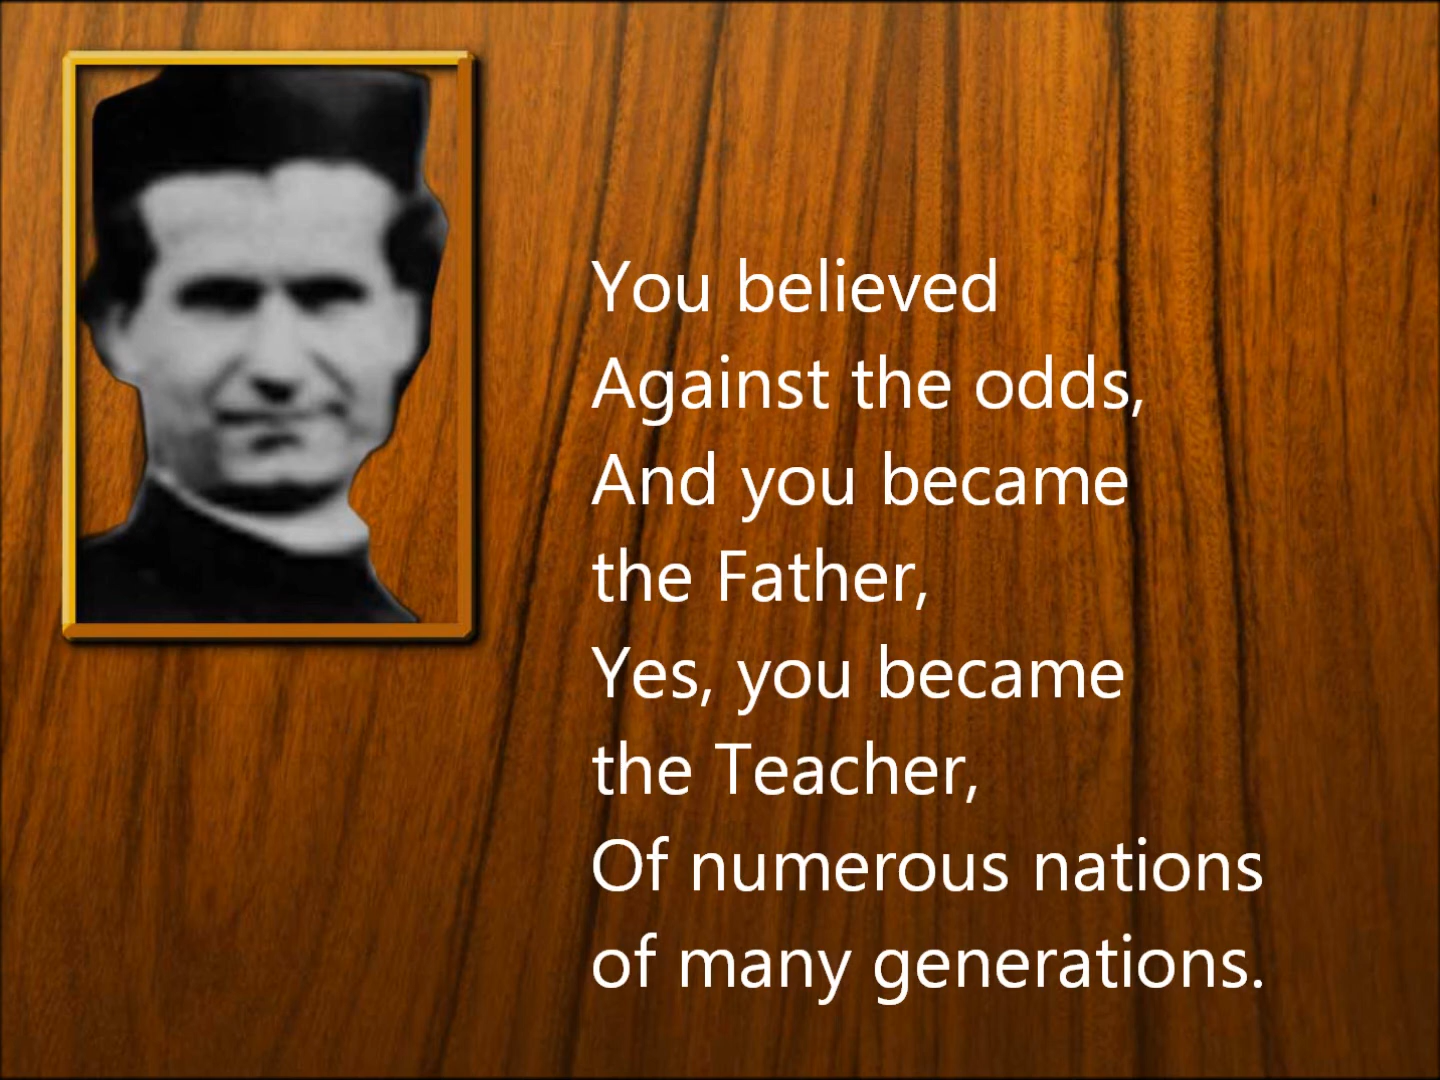 You believed
Against the odds,
And you became
the Father,
Yes, you became
the Teacher,
Of numerous nations
of many generations.